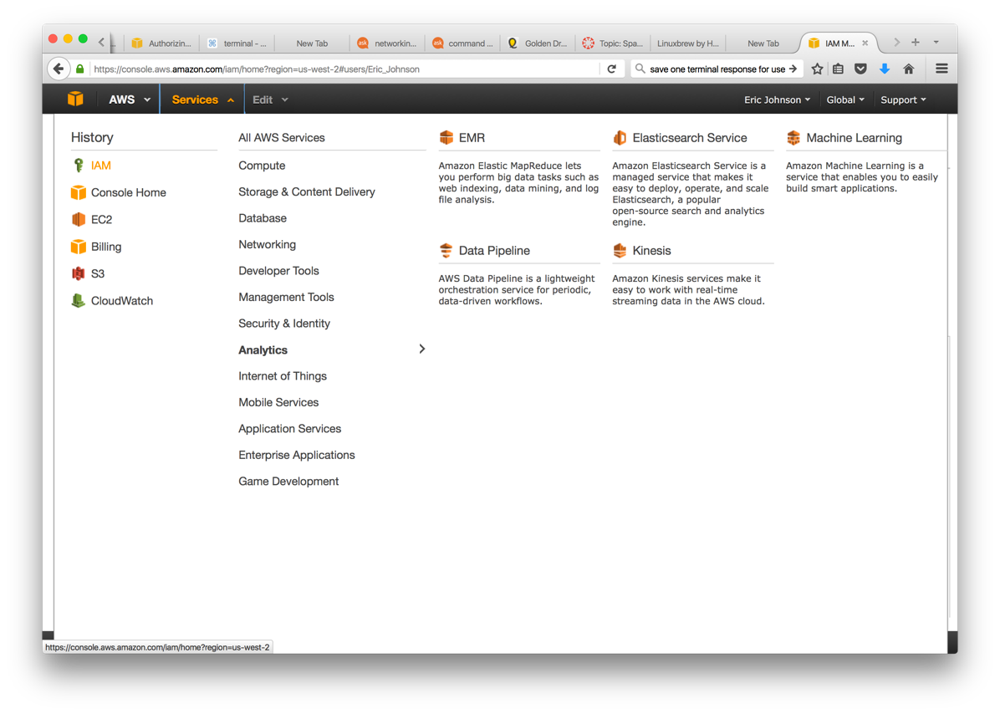 Authorizin...
terminal - ...
New Tab
ask
networkin...
ask
command ...
Golden Dr...
Topic: Spa...
Linuxbrew by H...
New Tab
IAM M...
https://console.aws.amazon.com/iam/home?region=us-west-2#users/Eric_Johnson
save one terminal response for use
AWS
Services
Edit
Eric Johnson
Global
Support
History
IAM
Console Home
EC2
Billing
S3
CloudWatch
All AWS Services
Compute
Storage & Content Delivery
Database
Networking
Developer Tools
Management Tools
Security & Identity
Analytics
Internet of Things
Mobile Services
Application Services
Enterprise Applications
Game Development
EMR
Amazon Elastic MapReduce lets
you perform big data tasks such as
web indexing, data mining, and log
file analysis.
Elasticsearch Service
Amazon Elasticsearch Service is a
managed service that makes it
easy to deploy, operate, and scale
Elasticsearch, a popular
open-source search and analytics
engine.
Machine Learning
Amazon Machine Learning is a
service that enables you to easily
build smart applications.
Data Pipeline
AWS Data Pipeline is a lightweight
orchestration service for periodic,
data-driven workflows.
Kinesis
Amazon Kinesis services make it
easy to work with real-time
streaming data in the AWS cloud.
https://console.aws.amazon.com/iam/home?region=us-west-2